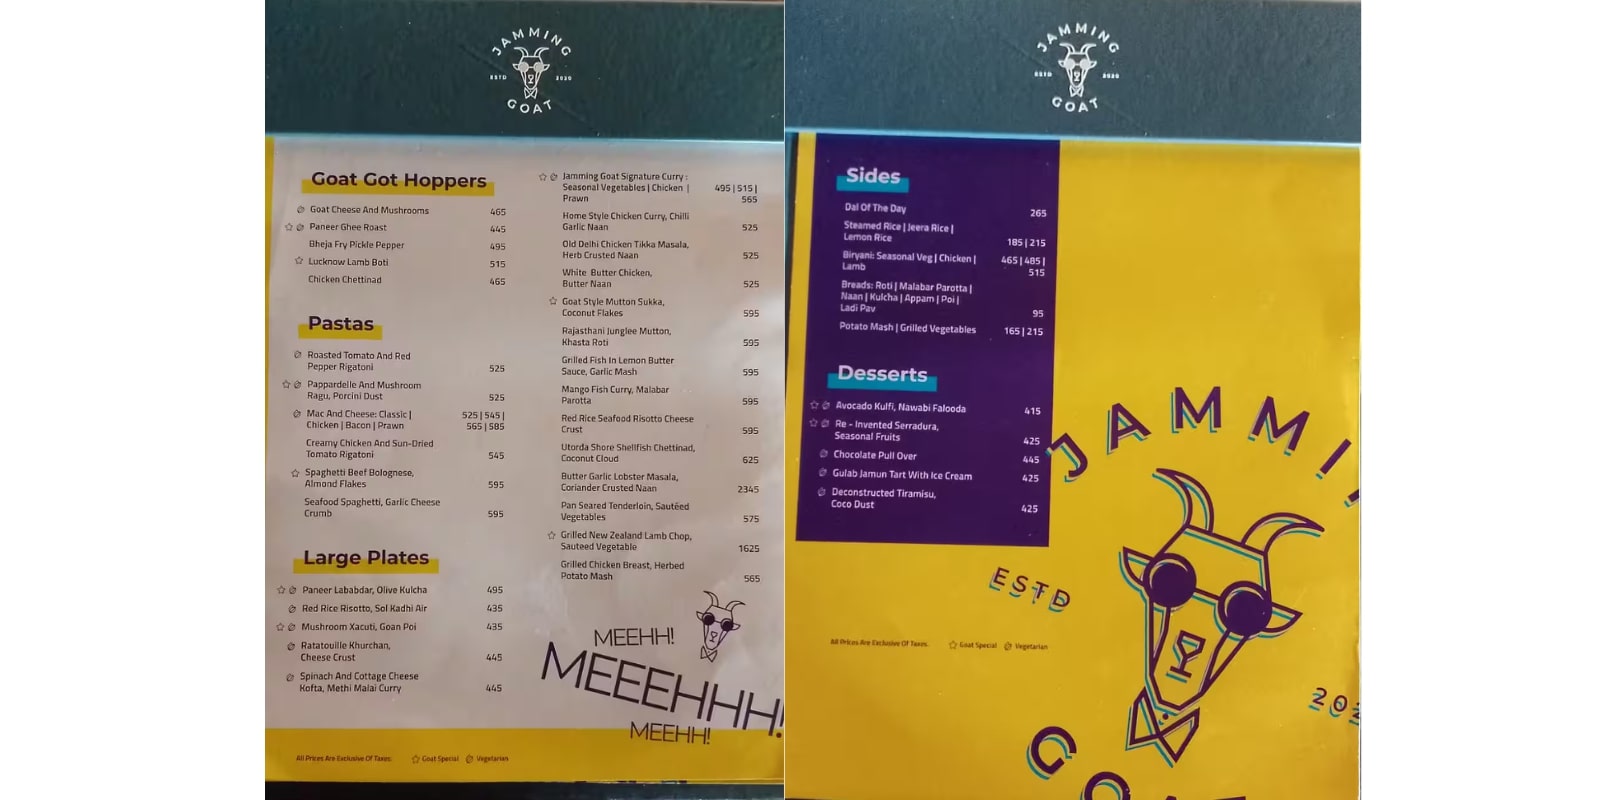 JAMMING
ESTD 2020
GOAT
Goat Got Hoppers
Goat Cheese And Mushrooms 465
Paneer Ghee Roast 445
Bheja Fry Pickle Pepper 495
Lucknow Lamb Boti 515
Chicken Chettinad 465
Pastas
Roasted Tomato And Red
Pepper Rigatoni 525
Pappardelle And Mushroom
Ragu, Porcini Dust 525
Mac And Cheese: Classic | 525 | 545 |
Chicken | Bacon | Prawn 565 | 585
Creamy Chicken And Sun-Dried
Tomato Rigatoni 545
Spaghetti Beef Bolognese,
Almond Flakes 595
Seafood Spaghetti, Garlic Cheese
Crumb 595
Large Plates
Paneer Lababdar, Olive Kulcha 495
Red Rice Risotto, Sol Kadhi Air 435
Mushroom Xacuti, Goan Poi 435
Ratatouille Khurchan,
Cheese Crust 445
Spinach And Cottage Cheese
Kofta, Methi Malai Curry 445
Jamming Goat Signature Curry :
Seasonal Vegetables | Chicken | 495 | 515 |
Prawn 565
Home Style Chicken Curry, Chilli
Garlic Naan 525
Old Delhi Chicken Tikka Masala,
Herb Crusted Naan 525
White Butter Chicken,
Butter Naan 525
Goat Style Mutton Sukka,
Coconut Flakes 595
Rajasthani Junglee Mutton,
Khasta Roti 595
Grilled Fish In Lemon Butter
Sauce, Garlic Mash 595
Mango Fish Curry, Malabar
Parotta 595
Red Rice Seafood Risotto Cheese
Crust 595
Utorda Shore Shellfish Chettinad,
Coconut Cloud 625
Butter Garlic Lobster Masala,
Coriander Crusted Naan 2345
Pan Seared Tenderloin, Sautéed
Vegetables 575
Grilled New Zealand Lamb Chop,
Sauteed Vegetable 1625
Grilled Chicken Breast, Herbed
Potato Mash 565
MEEHH!
MEEEHHH!
MEEHH!
All Prices Are Exclusive Of Taxes. Goat Special Vegetarian
JAMMING
ESTD 2020
GOAT
Sides
Dal Of The Day 265
Steamed Rice | Jeera Rice |
Lemon Rice 185 | 215
Biryani: Seasonal Veg | Chicken | 465 | 485 |
Lamb 515
Breads: Roti | Malabar Parotta |
Naan | Kulcha | Appam | Poi |
Ladi Pav 95
Potato Mash | Grilled Vegetables 165 | 215
Desserts
Avocado Kulfi, Nawabi Falooda 415
Re - Invented Serradura,
Seasonal Fruits 425
Chocolate Pull Over 445
Gulab Jamun Tart With Ice Cream 425
Deconstructed Tiramisu,
Coco Dust 425
All Prices Are Exclusive Of Taxes. Goat Special Vegetarian
JAMMI
ESTD 202
GOA